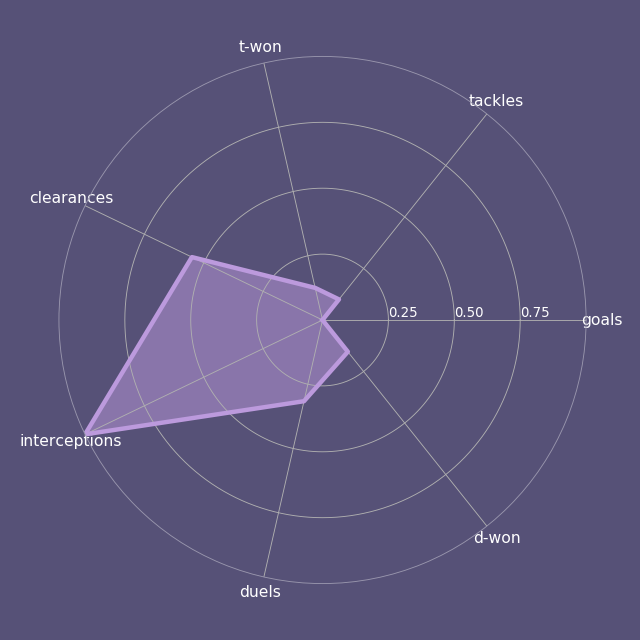 t-won
tackles
clearances
0.25 0.50 0.75
goals
interceptions
d-won
duels